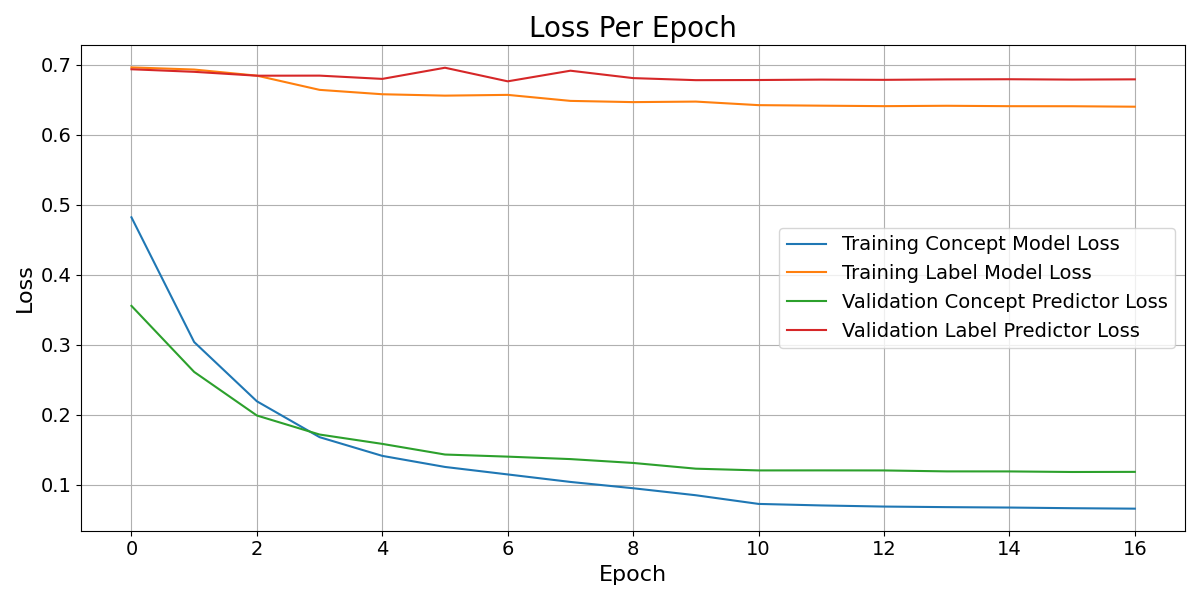 Loss Per Epoch
0.7
0.6
0.5
0.4
0.3
0.2
0.1
Loss
Training Concept Model Loss
Training Label Model Loss
Validation Concept Predictor Loss
Validation Label Predictor Loss
0 2 4 6 8 10 12 14 16
Epoch